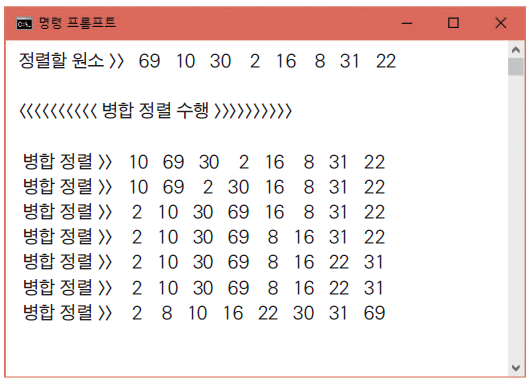 명령 프롬프트
정렬할 원소 〉〉 69 10 30 2 16 8 31 22
〈〈〈〈〈〈〈〈〈〈 병합 정렬 수행 〉〉〉〉〉〉〉〉〉〉
병합 정렬 〉〉 10 69 30 2 16 8 31 22
병합 정렬 〉〉 10 69 2 30 16 8 31 22
병합 정렬 〉〉 2 10 30 69 16 8 31 22
병합 정렬 〉〉 2 10 30 69 8 16 31 22
병합 정렬 〉〉 2 10 30 69 8 16 22 31
병합 정렬 〉〉 2 10 30 69 8 16 22 31
병합 정렬 〉〉 2 8 10 16 22 30 31 69